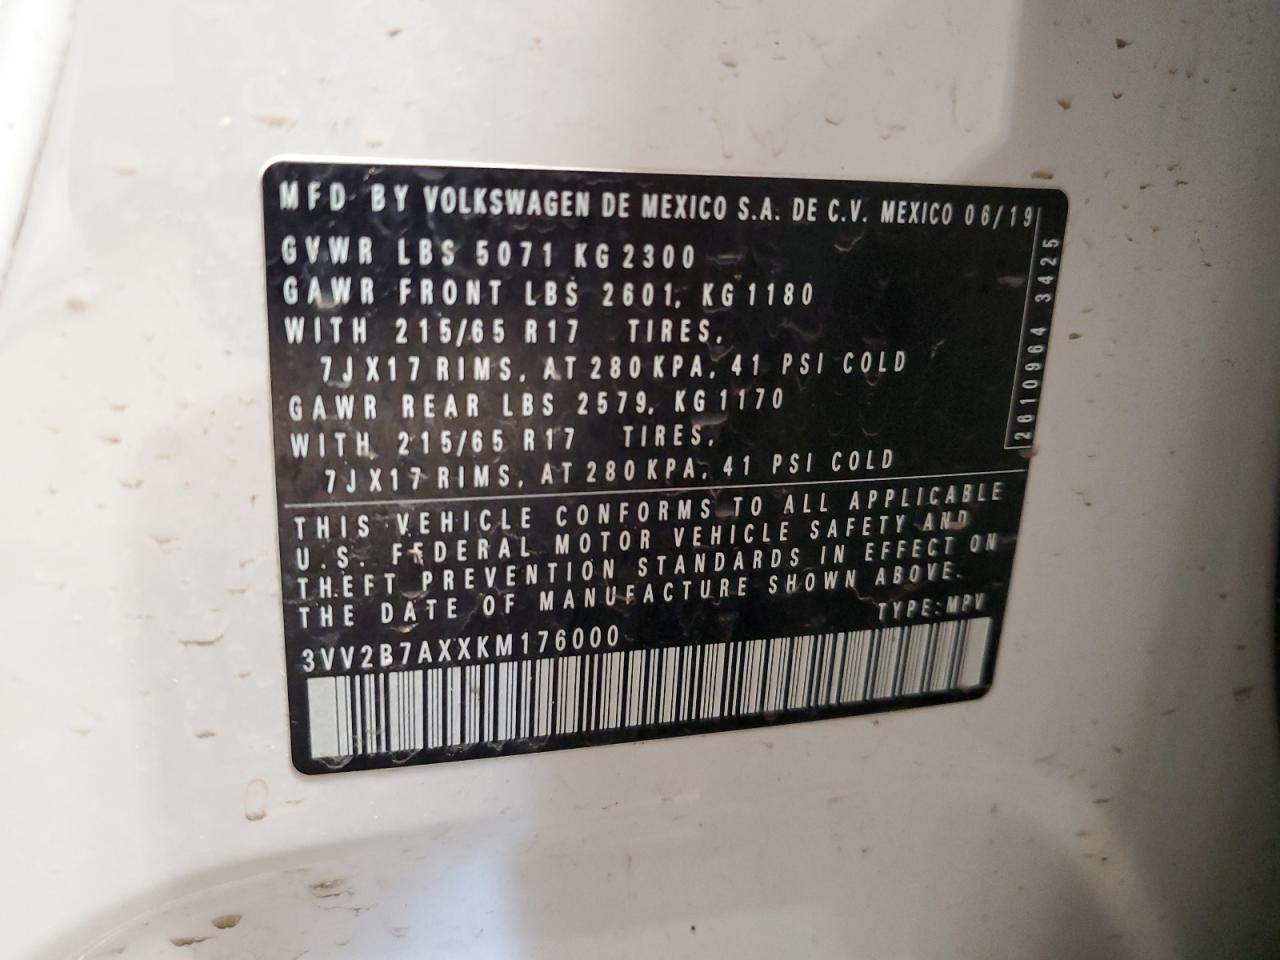 MFD BY VOLKSWAGEN DE MEXICO S.A. DE C.V. MEXICO 06/19
GVWR LBS 5071 KG 2300
GAWR FRONT LBS 2601, KG 1180
WITH 215/65 R17 TIRES,
7JX17 RIMS, AT 280 KPA, 41 PSI COLD
GAWR REAR LBS 2579, KG 1170
WITH 215/65 R17 TIRES,
7JX17 RIMS, AT 280 KPA, 41 PSI COLD
2610964 3425
THIS VEHICLE CONFORMS TO ALL APPLICABLE
U.S. FEDERAL MOTOR VEHICLE SAFETY AND
THEFT PREVENTION STANDARDS IN EFFECT ON
THE DATE OF MANUFACTURE SHOWN ABOVE.
TYPE: MPV
3VV2B7AXXKM176000